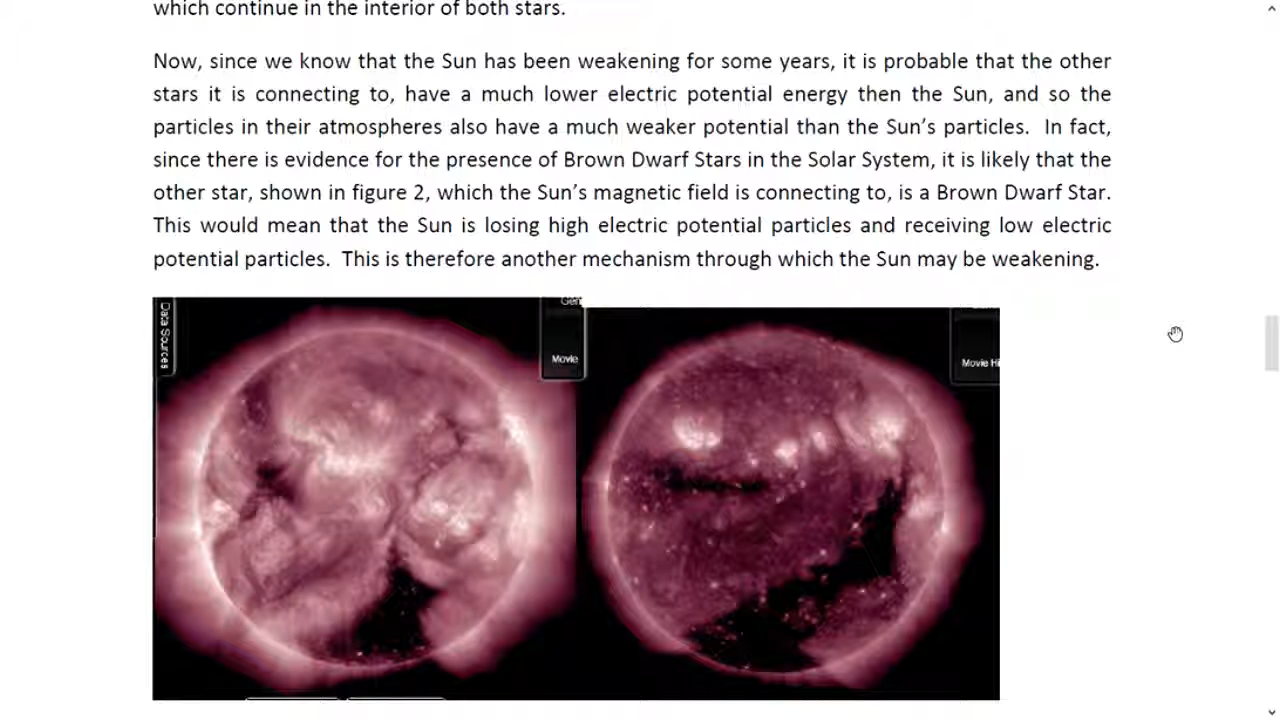 which continue in the interior of both stars.
Now, since we know that the Sun has been weakening for some years, it is probable that the other
stars it is connecting to, have a much lower electric potential energy then the Sun, and so the
particles in their atmospheres also have a much weaker potential than the Sun’s particles.  In fact,
since there is evidence for the presence of Brown Dwarf Stars in the Solar System, it is likely that the
other star, shown in figure 2, which the Sun’s magnetic field is connecting to, is a Brown Dwarf Star.
This would mean that the Sun is losing high electric potential particles and receiving low electric
potential particles.  This is therefore another mechanism through which the Sun may be weakening.
Data Sources
Movie
Movie Hi